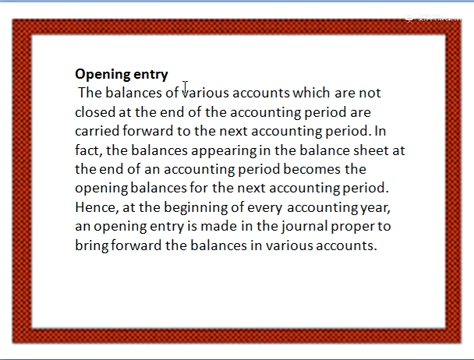 Opening entry
The balances of various accounts which are not
closed at the end of the accounting period are
carried forward to the next accounting period. In
fact, the balances appearing in the balance sheet at
the end of an accounting period becomes the
opening balances for the next accounting period.
Hence, at the beginning of every accounting year,
an opening entry is made in the journal proper to
bring forward the balances in various accounts.